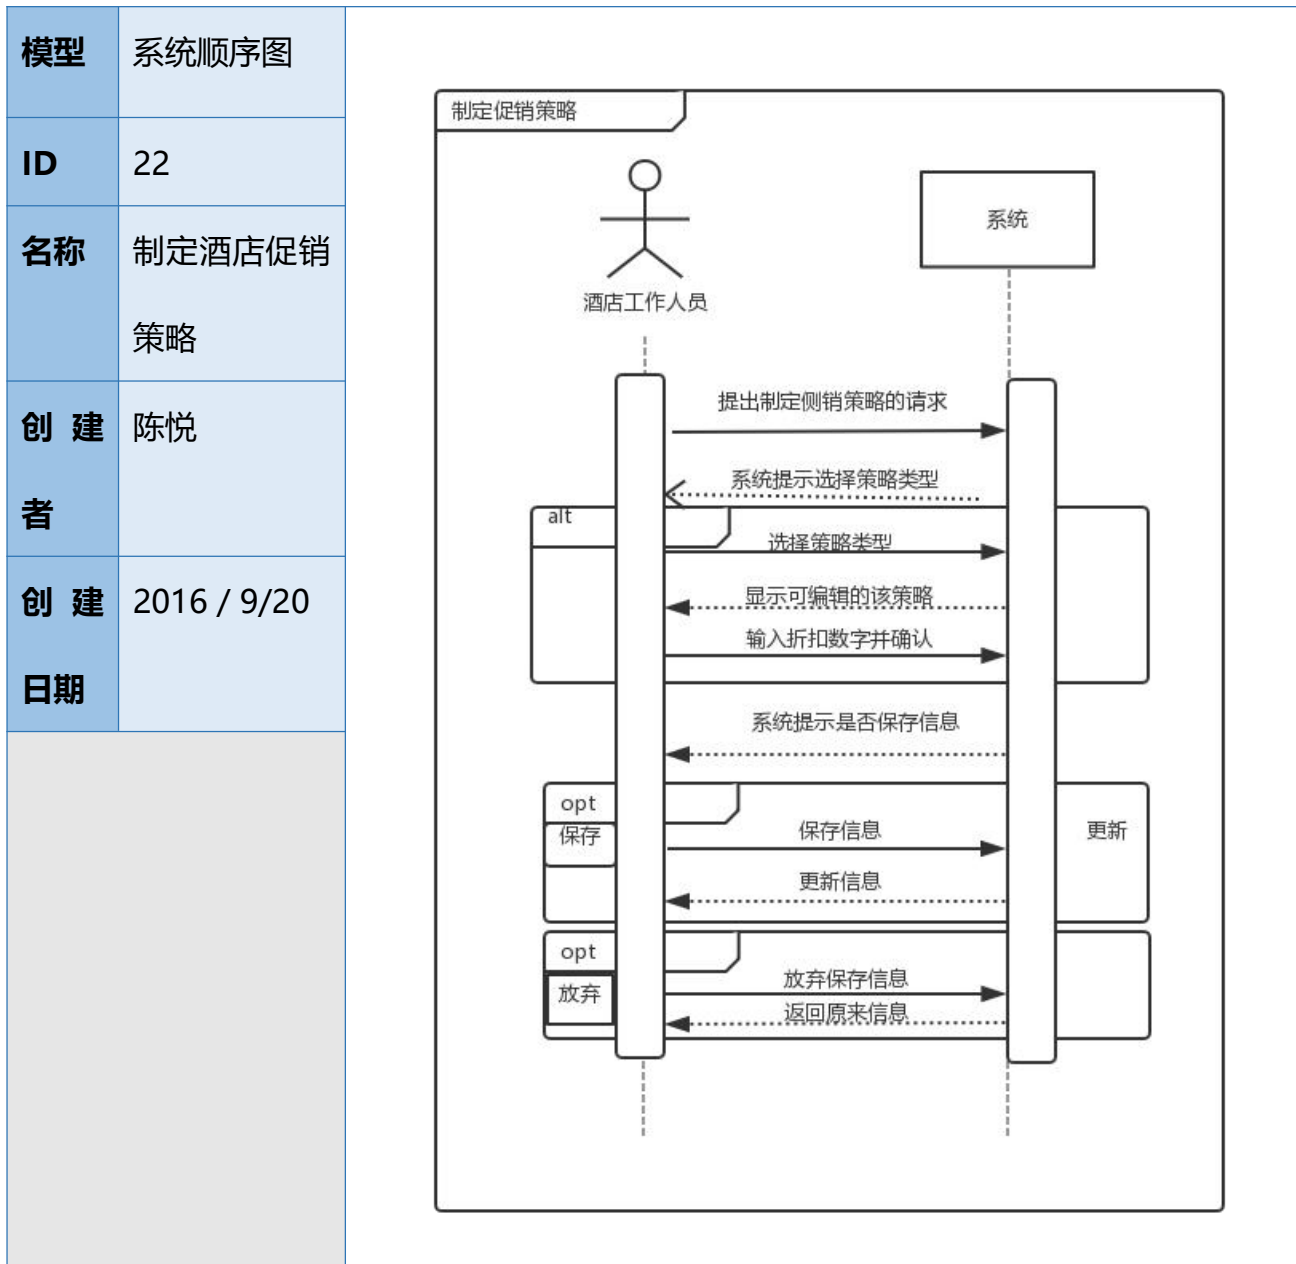 模型
系统顺序图
ID
22
名称
制定酒店促销
策略
创 建
者
陈悦
创 建
日期
2016 / 9/20
制定促销策略
酒店工作人员
系统
提出制定侧销策略的请求
系统提示选择策略类型
alt
选择策略类型
显示可编辑的该策略
输入折扣数字并确认
系统提示是否保存信息
opt
保存
保存信息
更新
更新信息
opt
放弃
放弃保存信息
返回原来信息